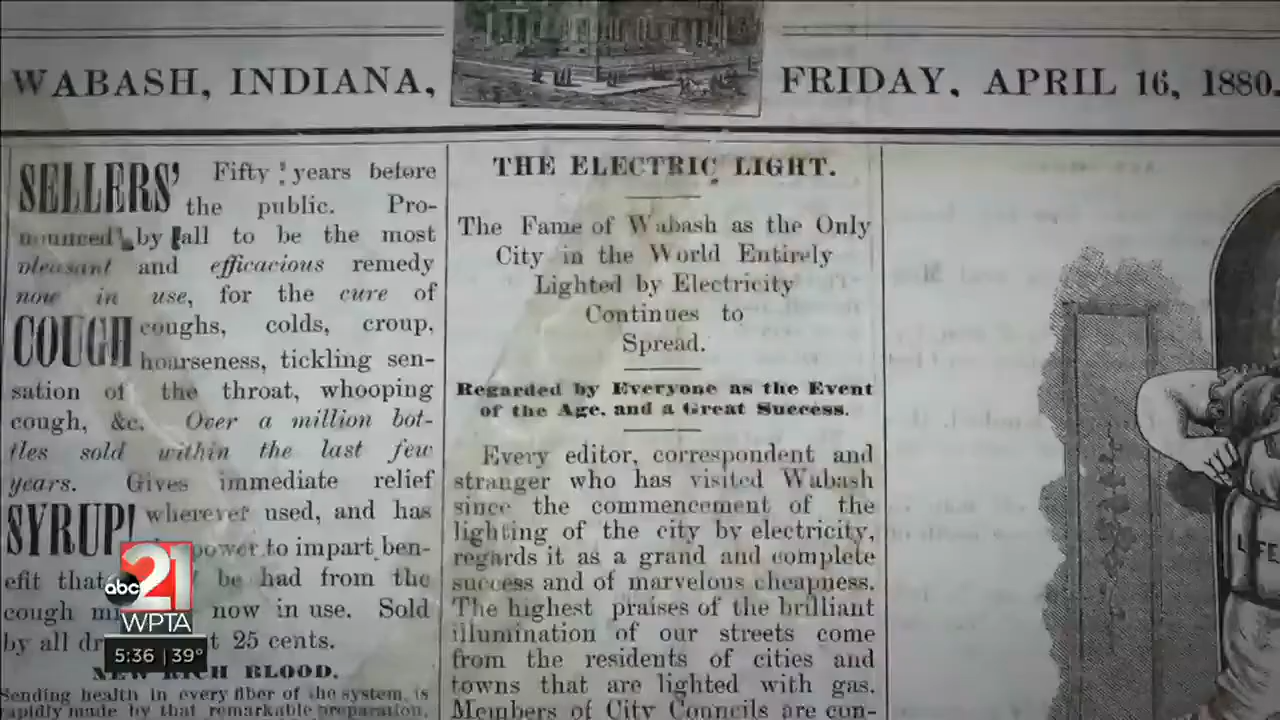 WABASH, INDIANA,
FRIDAY, APRIL 16, 1880.
SELLERS' Fifty years before
the public. Pro-
nounced by all to be the most
pleasant and efficacious remedy
now in use, for the cure of
COUGH coughs, colds, croup,
hoarseness, tickling sen-
sation of the throat, whooping
cough, &c. Over a million bot-
tles sold within the last few
years. Gives immediate relief
SYRUP! wherever used, and has
power to impart ben-
efit that be had from the
cough now in use. Sold
by all 25 cents.
RICH BLOOD.
Sending health in every fiber of the system, is
rapidly made by that remarkable preparation,
THE ELECTRIC LIGHT.
The Fame of Wabash as the Only
City in the World Entirely
Lighted by Electricity
Continues to
Spread.
Regarded by Everyone as the Event
of the Age, and a Great Success.
Every editor, correspondent and
stranger who has visited Wabash
since the commencement of the
lighting of the city by electricity,
regards it as a grand and complete
success and of marvelous cheapness.
The highest praises of the brilliant
illumination of our streets come
from the residents of cities and
towns that are lighted with gas.
Members of City Councils are con-
LIFE
abc 21
WPTA
5:36 | 39°